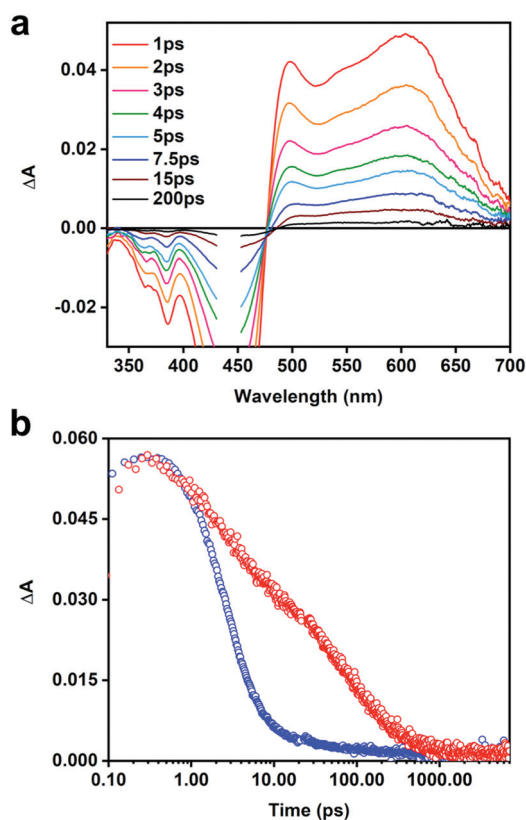 a
1ps
2ps
3ps
4ps
5ps
7.5ps
15ps
200ps
0.04
0.02
0.00
-0.02
ΔA
350 400 450 500 550 600 650 700
Wavelength (nm)
b
0.060
0.045
0.030
0.015
0.000
ΔA
0.10 1.00 10.00 100.00 1000.00
Time (ps)